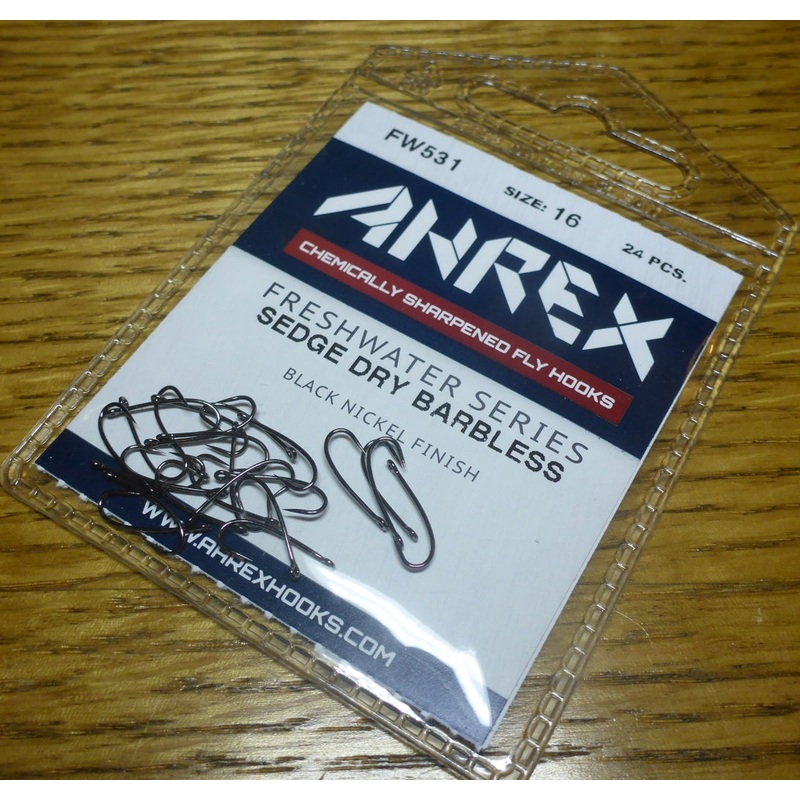 FW531
SIZE: 16
24 PCS.
AHREX
CHEMICALLY SHARPENED FLY HOOKS
FRESHWATER SERIES
SEDGE DRY BARBLESS
BLACK NICKEL FINISH
WWW.AHREXHOOKS.COM